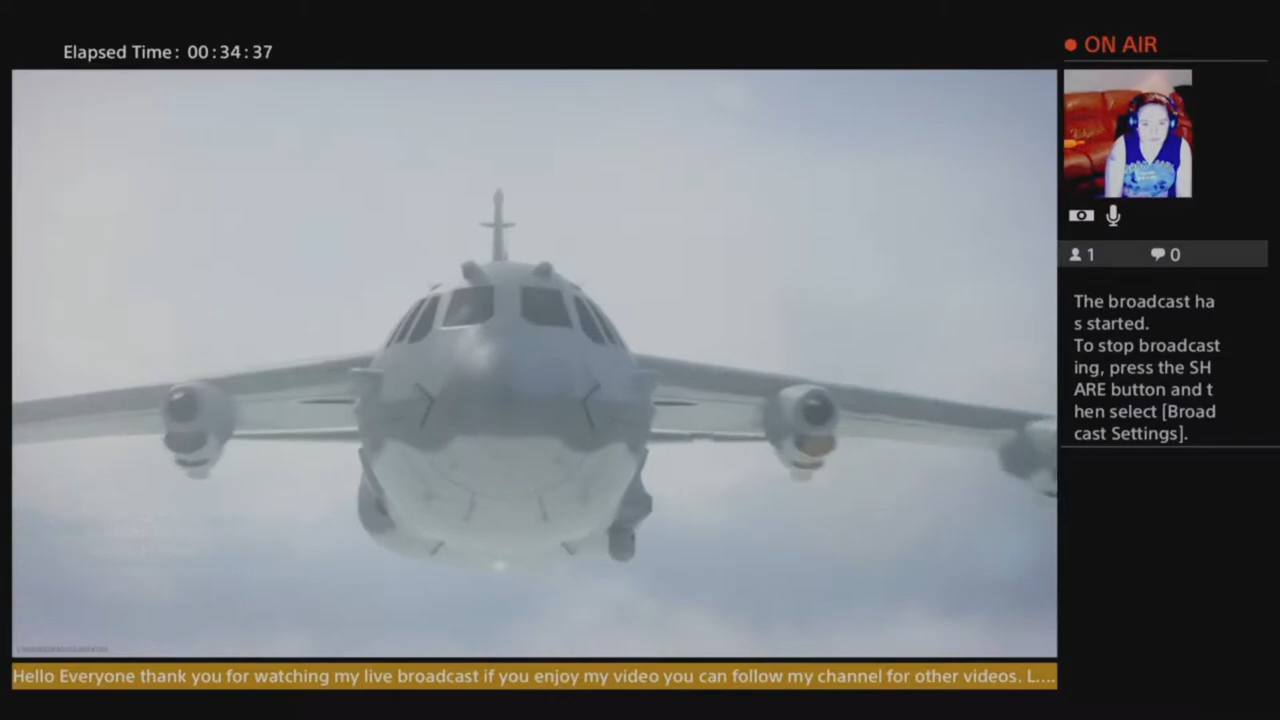 Elapsed Time: 00:34:37
ON AIR
1 0
The broadcast ha
s started.
To stop broadcast
ing, press the SH
ARE button and t
hen select [Broad
cast Settings].
Hello Everyone thank you for watching my live broadcast if you enjoy my video you can follow my channel for other videos. L....